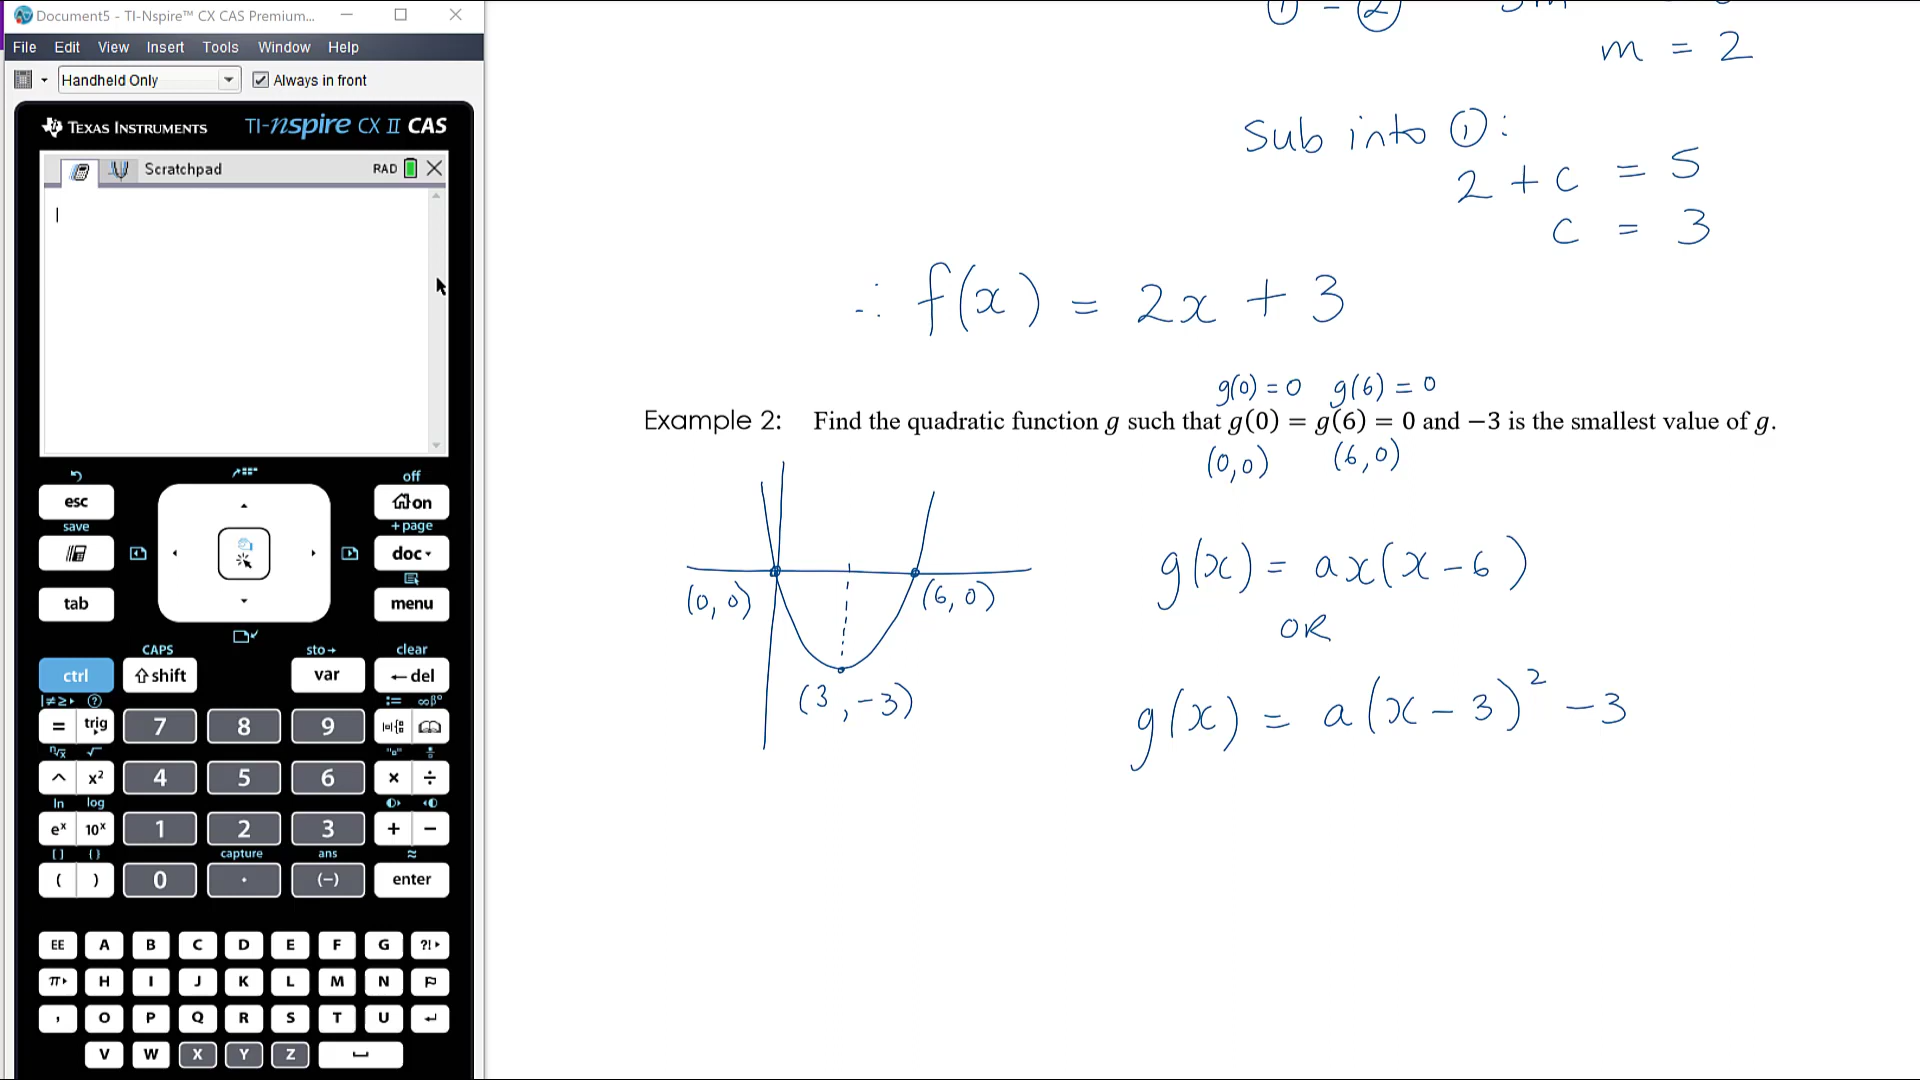 Document5 - TI-Nspire™ CX CAS Premium...
File Edit View Insert Tools Window Help
Handheld Only Always in front
TEXAS INSTRUMENTS TI-nspire CX II CAS
Scratchpad RAD
off
esc on
save + page
doc
tab menu
CAPS sto→ clear
ctrl ⇧shift var ←del
= trig 7 8 9
^ x² 4 5 6 × ÷
ln log
eˣ 10ˣ 1 2 3 + −
[ ] { } capture ans ≈
( ) 0 . (−) enter
EE A B C D E F G ?!▸
π▸ H I J K L M N
, O P Q R S T U ↵
V W X Y Z
① = ②
m = 2
Sub into ①:
2 + c = 5
c = 3
∴ f(x) = 2x + 3
g(0) = 0 g(6) = 0
Example 2: Find the quadratic function g such that g(0) = g(6) = 0 and −3 is the smallest value of g.
(0,0) (6,0)
(0, 0) (6, 0)
(3, -3)
g(x) = ax(x - 6)
OR
g(x) = a(x - 3)² - 3